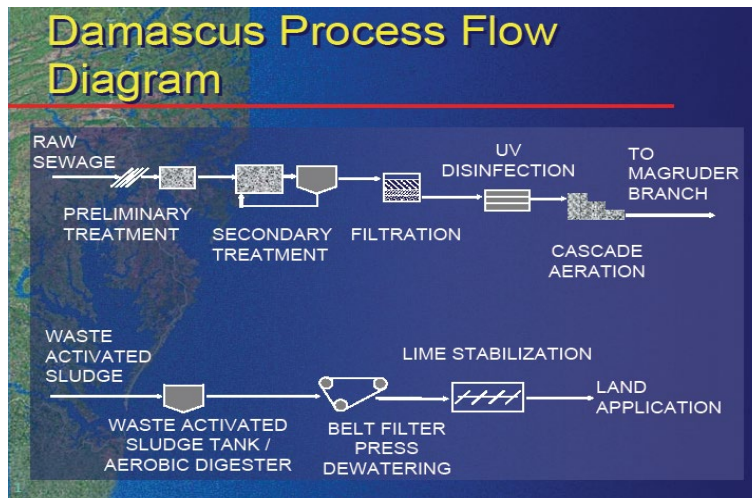 Damascus Process Flow
Diagram
RAW
SEWAGE
PRELIMINARY
TREATMENT
SECONDARY
TREATMENT
FILTRATION
UV
DISINFECTION
CASCADE
AERATION
TO
MAGRUDER
BRANCH
WASTE
ACTIVATED
SLUDGE
WASTE ACTIVATED
SLUDGE TANK /
AEROBIC DIGESTER
BELT FILTER
PRESS
DEWATERING
LIME STABILIZATION
LAND
APPLICATION
1